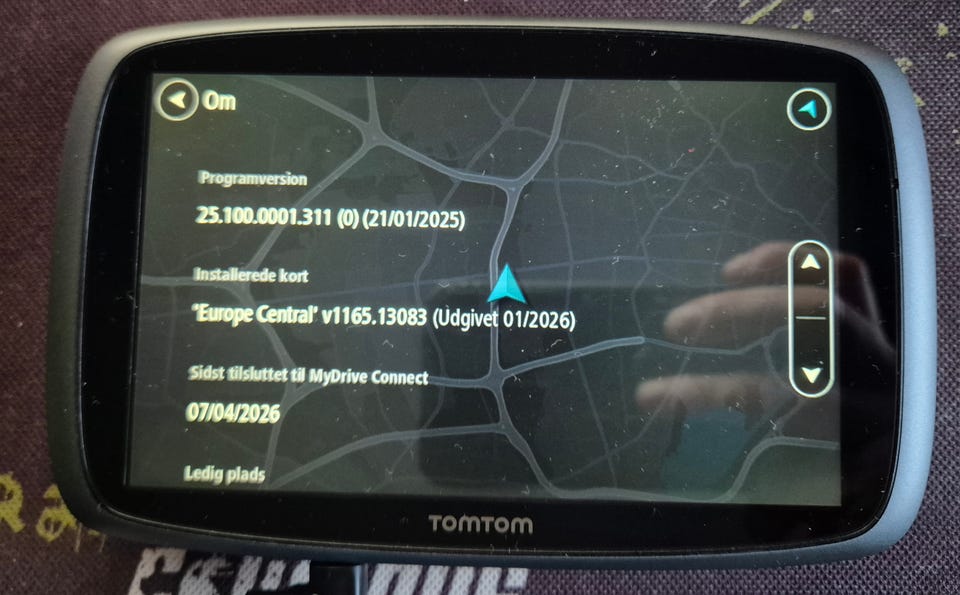 Om
Programversion
25.100.0001.311 (0) (21/01/2025)
Installerede kort
'Europe Central' v1165.13083 (Udgivet 01/2026)
Sidst tilsluttet til MyDrive Connect
07/04/2026
Ledig plads
TOMTOM